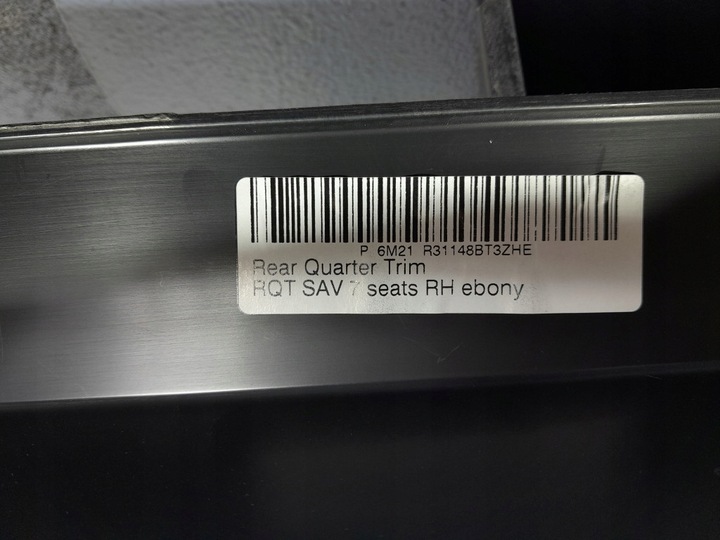 P 6M21 R31148BT3ZHE
Rear Quarter Trim
RQT SAV 7 seats RH ebony